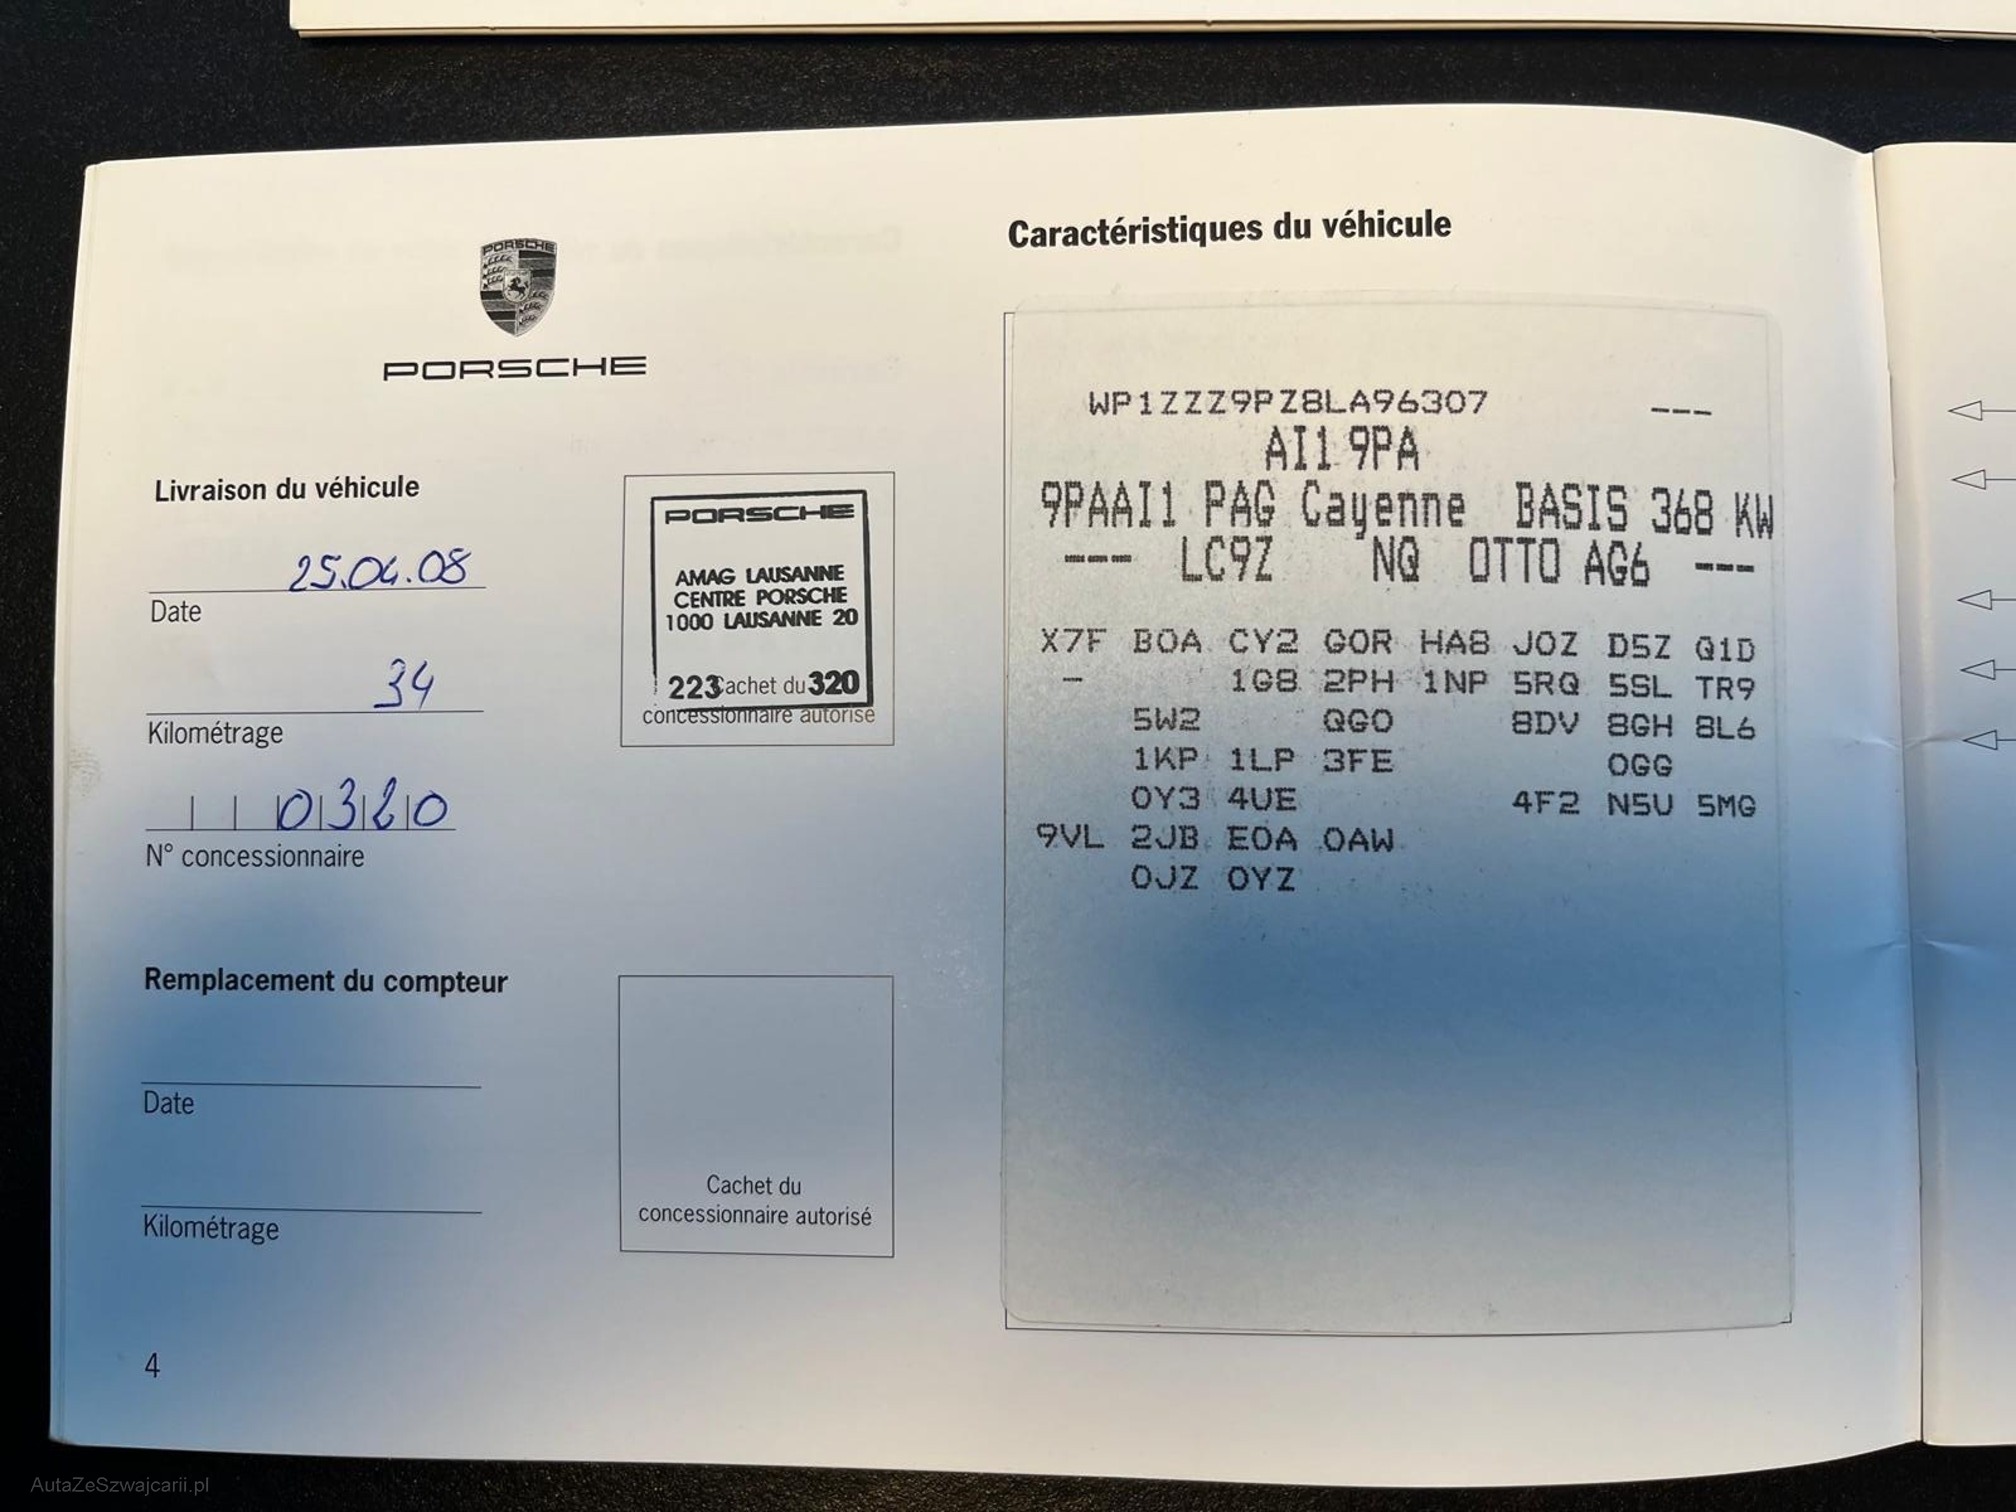 PORSCHE
PORSCHE
Livraison du véhicule
25.04.08
Date
34
Kilométrage
0320
N° concessionnaire
PORSCHE
AMAG LAUSANNE
CENTRE PORSCHE
1000 LAUSANNE 20
223 Cachet du 320
concessionnaire autorisé
Remplacement du compteur
Date
Kilométrage
Cachet du
concessionnaire autorisé
4
Caractéristiques du véhicule
WP1ZZZ9PZ8LA96307 ---
AI1 9PA
9PAAI1 PAG Cayenne BASIS 368 KW
--- LC9Z NQ OTTO AG6 ---
X7F B0A CY2 G0R HA8 J0Z D5Z Q1D
- 1G8 2PH 1NP 5RQ 5SL TR9
5W2 QG0 8DV 8GH 8L6
1KP 1LP 3FE 0GG
0Y3 4UE 4F2 N5U 5MG
9VL 2JB E0A 0AW
0JZ 0YZ
AutaZeSzwajcarii.pl